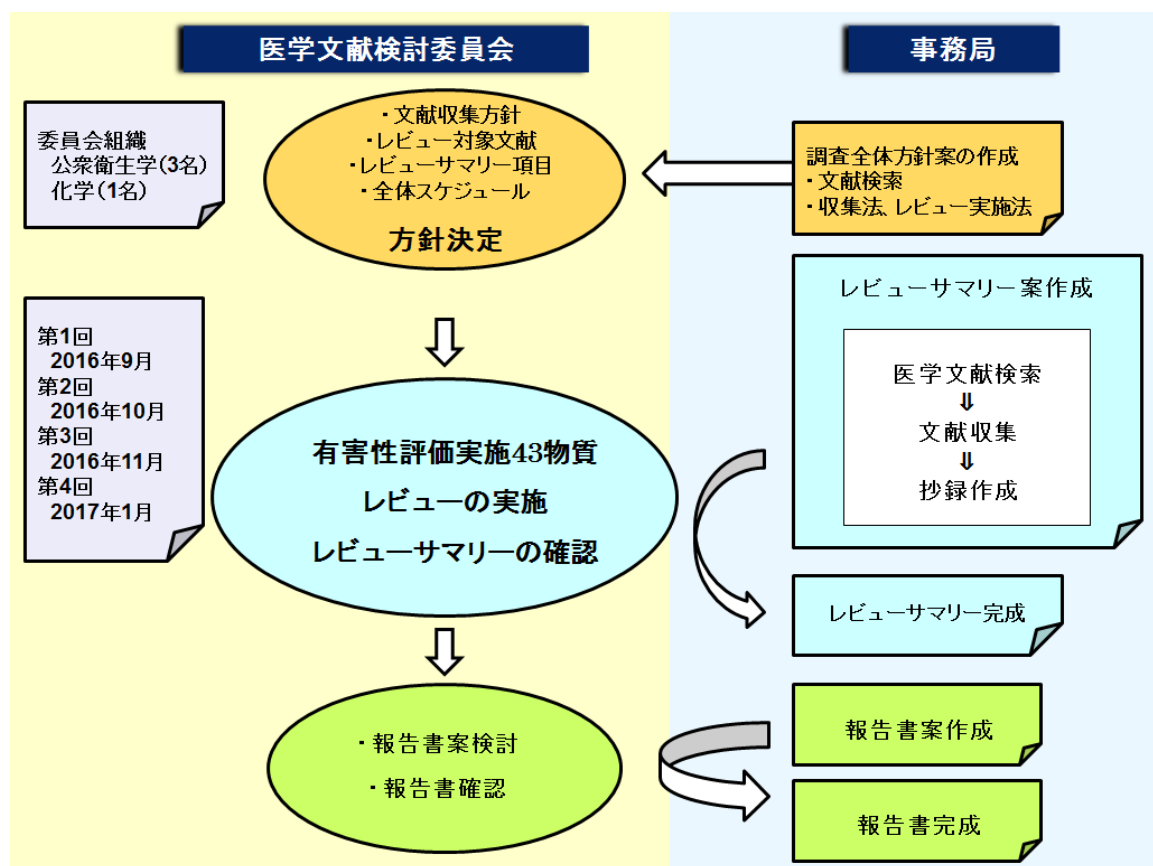 医学文献検討委員会
事務局
委員会組織
公衆衛生学(3名)
化学(1名)
・文献収集方針
・レビュー対象文献
・レビューサマリー項目
・全体スケジュール
方針決定
調査全体方針案の作成
・文献検索
・収集法、レビュー実施法
第1回
2016年9月
第2回
2016年10月
第3回
2016年11月
第4回
2017年1月
有害性評価実施43物質
レビューの実施
レビューサマリーの確認
レビューサマリー案作成
医学文献検索
⇓
文献収集
⇓
抄録作成
レビューサマリー完成
・報告書案検討
・報告書確認
報告書案作成
報告書完成